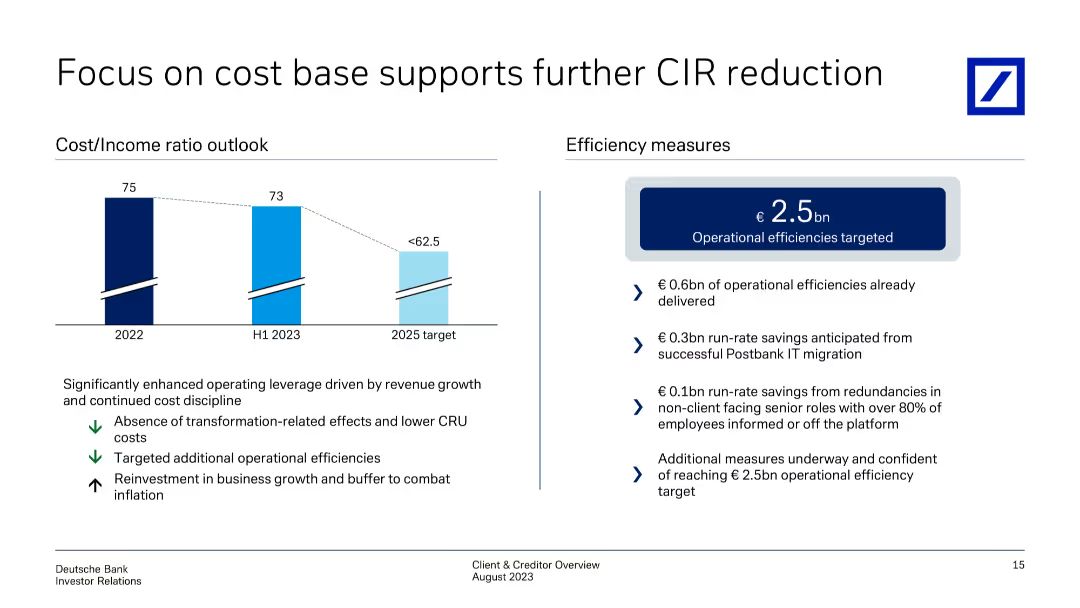 Focus on cost base supports further CIR reduction
Cost/Income ratio outlook
75
73
<62.5
2022
H1 2023
2025 target
Significantly enhanced operating leverage driven by revenue growth
and continued cost discipline
Absence of transformation-related effects and lower CRU
costs
Targeted additional operational efficiencies
Reinvestment in business growth and buffer to combat
inflation
Efficiency measures
€ 2.5bn
Operational efficiencies targeted
€ 0.6bn of operational efficiencies already
delivered
€ 0.3bn run-rate savings anticipated from
successful Postbank IT migration
€ 0.1bn run-rate savings from redundancies in
non-client facing senior roles with over 80% of
employees informed or off the platform
Additional measures underway and confident
of reaching € 2.5bn operational efficiency
target
Deutsche Bank
Investor Relations
Client & Creditor Overview
August 2023
15